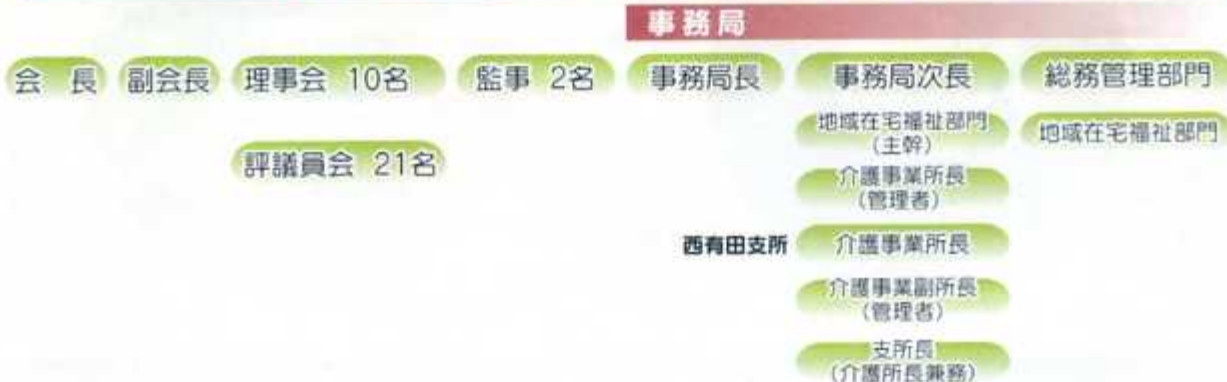 事務局
会 長
副会長
理事会 10名
監事 2名
事務局長
事務局次長
総務管理部門
評議員会 21名
地域在宅福祉部門
(主幹)
地域在宅福祉部門
介護事業所長
(管理者)
西有田支所
介護事業所長
介護事業副所長
(管理者)
支所長
(介護所長兼務)